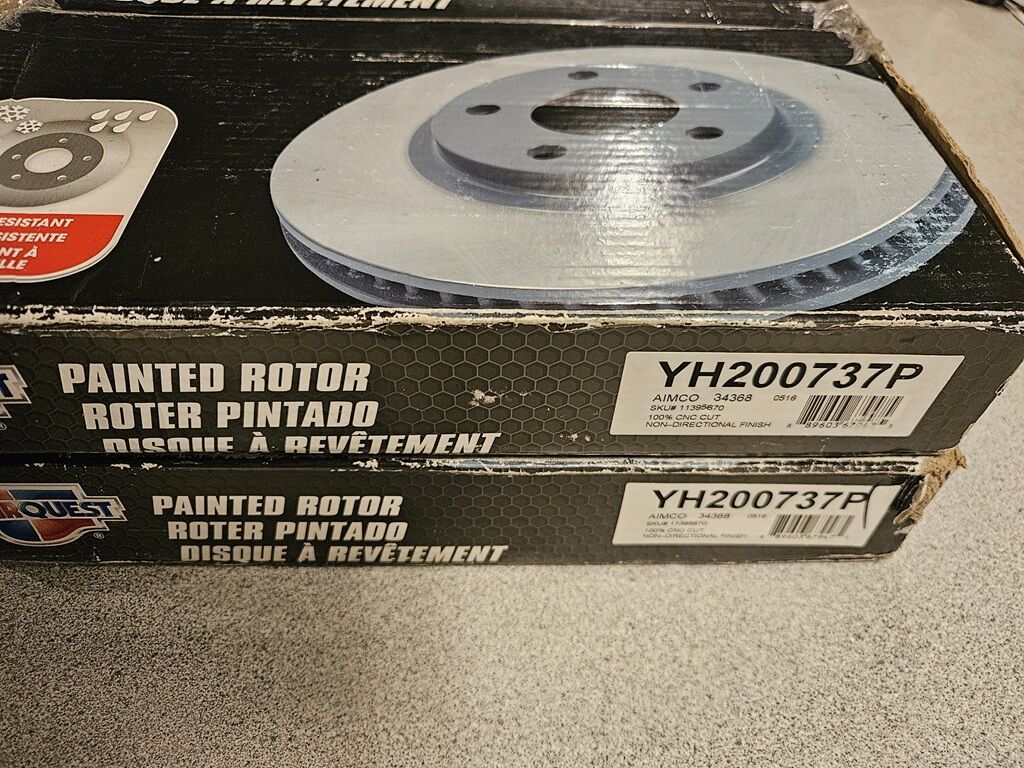 ESISTANT
SISTENTE
NT À
LLE
PAINTED ROTOR
ROTER PINTADO
DISQUE À REVÊTEMENT
YH200737P
AIMCO 34368 0516
SKU# 11395670
100% CNC CUT
NON-DIRECTIONAL FINISH
QUEST
PAINTED ROTOR
ROTER PINTADO
DISQUE À REVÊTEMENT
YH200737P
AIMCO 34368 0516
SKU# 11395670
100% CNC CUT
NON-DIRECTIONAL FINISH